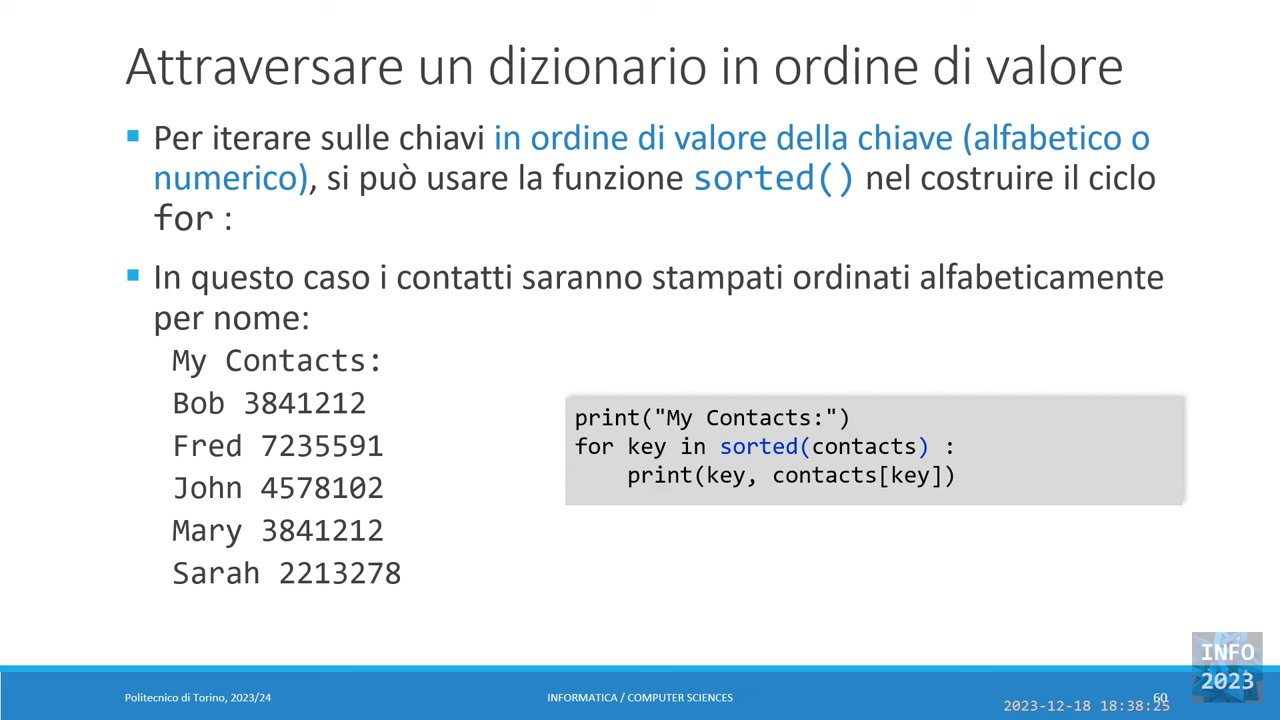 Attraversare un dizionario in ordine di valore
Per iterare sulle chiavi in ordine di valore della chiave (alfabetico o
numerico), si può usare la funzione sorted() nel costruire il ciclo
for :
In questo caso i contatti saranno stampati ordinati alfabeticamente
per nome:
My Contacts:
Bob 3841212
Fred 7235591
John 4578102
Mary 3841212
Sarah 2213278
print("My Contacts:")
for key in sorted(contacts) :
    print(key, contacts[key])
INFO
2023
Politecnico di Torino, 2023/24
INFORMATICA / COMPUTER SCIENCES
60
2023-12-18 18:38:25